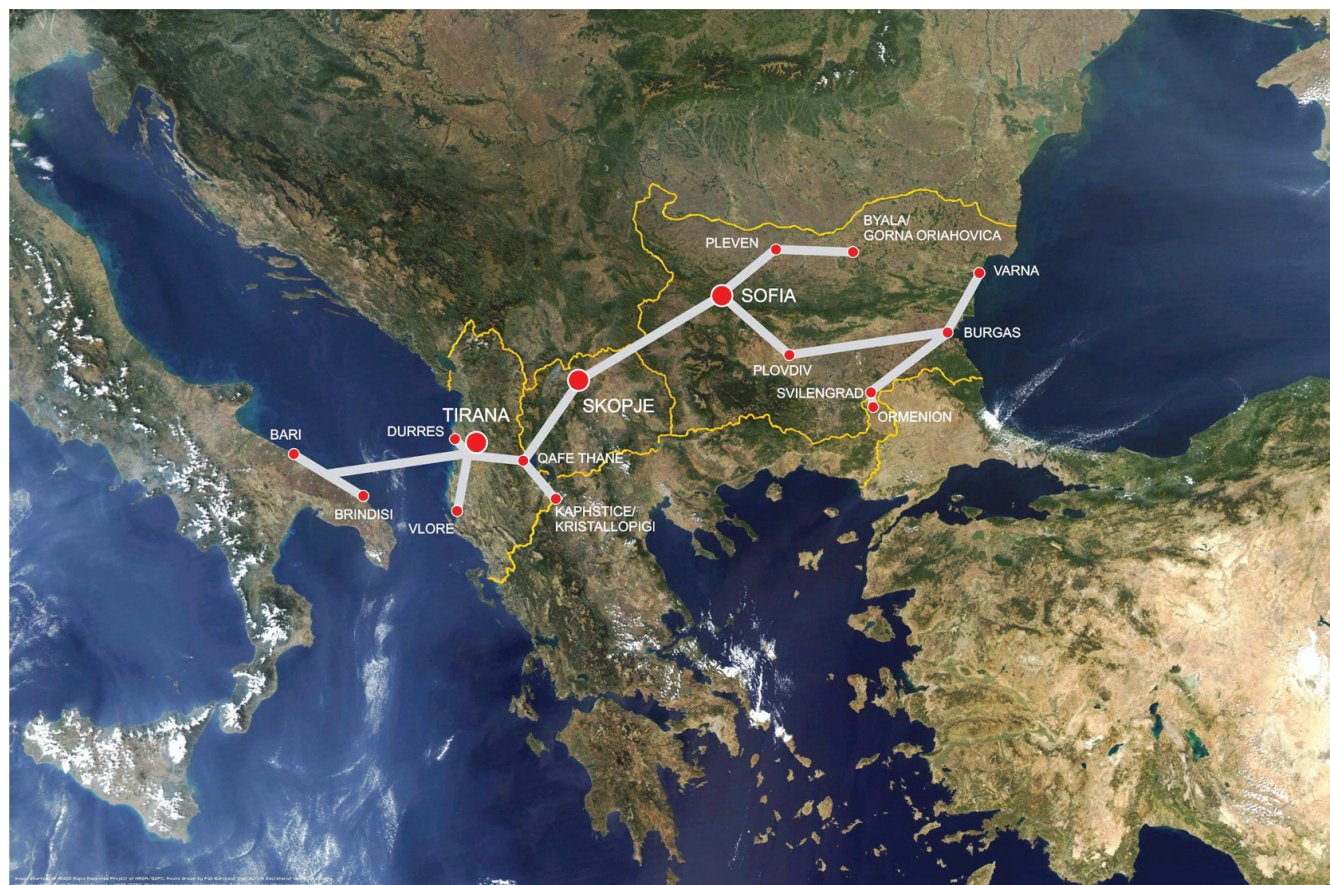 BYALA/
GORNA ORIAHOVICA
PLEVEN
VARNA
SOFIA
BURGAS
PLOVDIV
SVILENGRAD
SKOPJE
ORMENION
TIRANA
DURRES
BARI
QAFE THANE
BRINDISI
VLORE
KAPHSTICE/
KRISTALLOPIGI